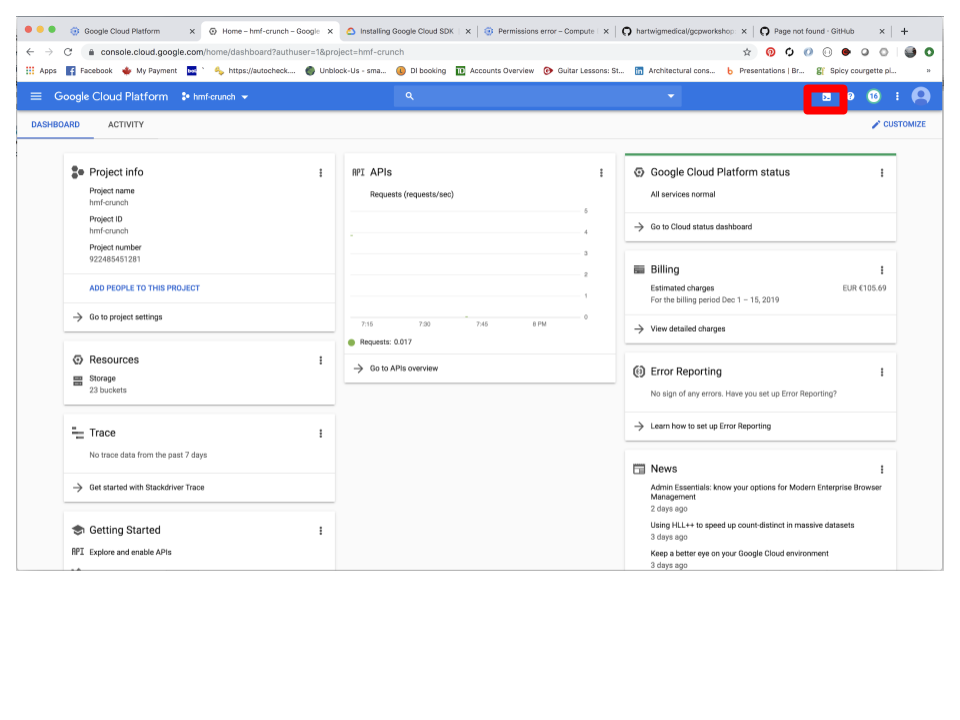 Google Cloud Platform
Home – hmf-crunch – Google
Installing Google Cloud SDK
Permissions error – Compute
hartwigmedical/gcpworkshop
Page not found · GitHub
console.cloud.google.com/home/dashboard?authuser=1&project=hmf-crunch
Apps
Facebook
My Payment
https://autocheck....
Unblock-Us - sma...
DI booking
TD Accounts Overview
Guitar Lessons: St...
Architectural cons...
Presentations | Br...
Spicy courgette pi...
»
Google Cloud Platform
hmf-crunch
16
DASHBOARD
ACTIVITY
CUSTOMIZE
Project info
Project name
hmf-crunch
Project ID
hmf-crunch
Project number
922485451281
ADD PEOPLE TO THIS PROJECT
Go to project settings
Resources
Storage
23 buckets
Trace
No trace data from the past 7 days
Get started with Stackdriver Trace
Getting Started
API Explore and enable APIs
API APIs
Requests (requests/sec)
5
4
3
2
1
0
7:15
7:30
7:45
8 PM
Requests: 0.017
Go to APIs overview
Google Cloud Platform status
All services normal
Go to Cloud status dashboard
Billing
Estimated charges EUR €105.69
For the billing period Dec 1 – 15, 2019
View detailed charges
Error Reporting
No sign of any errors. Have you set up Error Reporting?
Learn how to set up Error Reporting
News
Admin Essentials: know your options for Modern Enterprise Browser
Management
2 days ago
Using HLL++ to speed up count-distinct in massive datasets
3 days ago
Keep a better eye on your Google Cloud environment
3 days ago